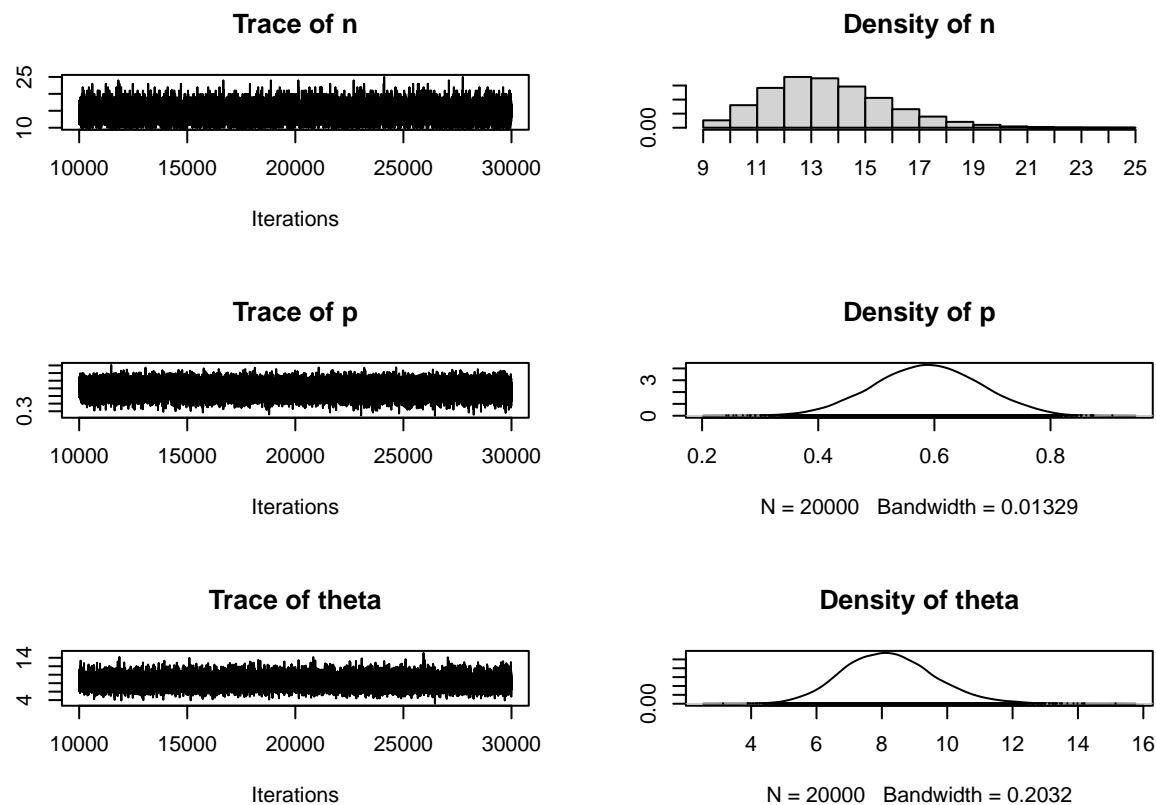 Trace of n
Density of n
25
10
10000 15000 20000 25000 30000
Iterations
0.00
9 11 13 15 17 19 21 23 25
Trace of p
Density of p
0.3
10000 15000 20000 25000 30000
Iterations
3
0
0.2 0.4 0.6 0.8
N = 20000 Bandwidth = 0.01329
Trace of theta
Density of theta
14
4
10000 15000 20000 25000 30000
Iterations
0.00
4 6 8 10 12 14 16
N = 20000 Bandwidth = 0.2032